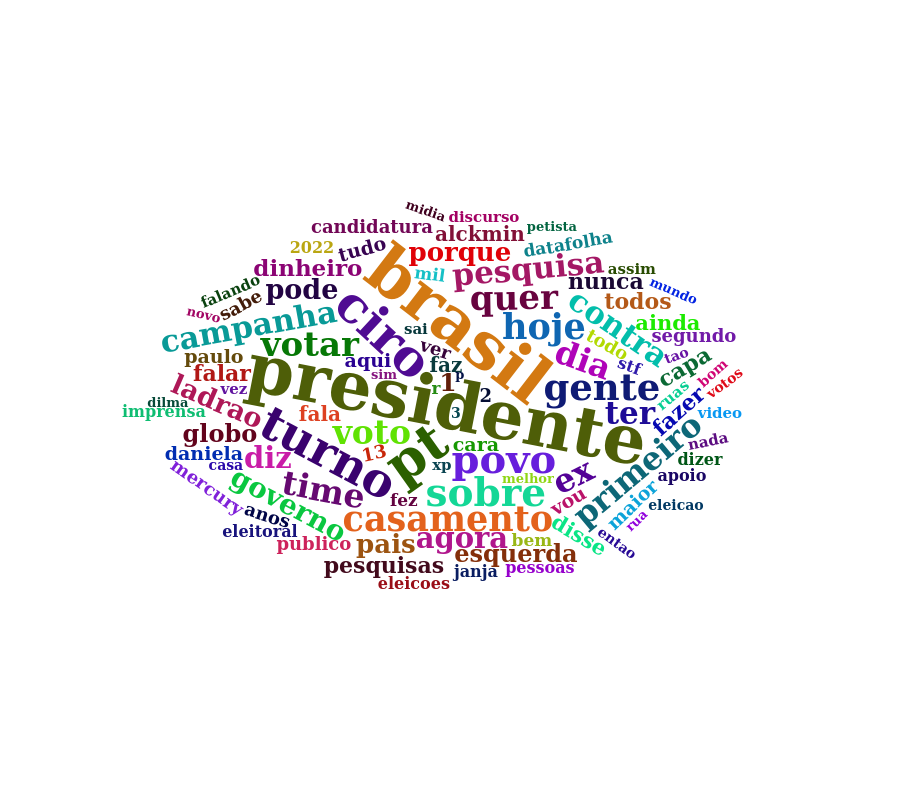 midia
discurso
petista
candidatura
alckmin
datafolha
2022
tudo
porque
brasil
dinheiro
mil
pesquisa
assim
falando
sabe
pode
quer
nunca
mundo
novo
campanha
ciro
sai
hoje
contra
todos
ainda
segundo
paulo
votar
ver
todo
tao
capa
falar
aqui
faz
dia
stf
bom
votos
vez
sim
presidente
r
1
p
2
gente
ruas
dilma
imprensa
ladrao
fala
3
ter
fazer
video
globo
turno
voto
pt
cara
primeiro
nada
daniela
casa
diz
13
xp
povo
melhor
ex
dizer
apoio
mercury
governo
time
fez
sobre
vou
maior
eleicao
anos
eleitoral
casamento
disse
rua
entao
publico
pais
agora
bem
esquerda
pesquisas
janja
pessoas
eleicoes